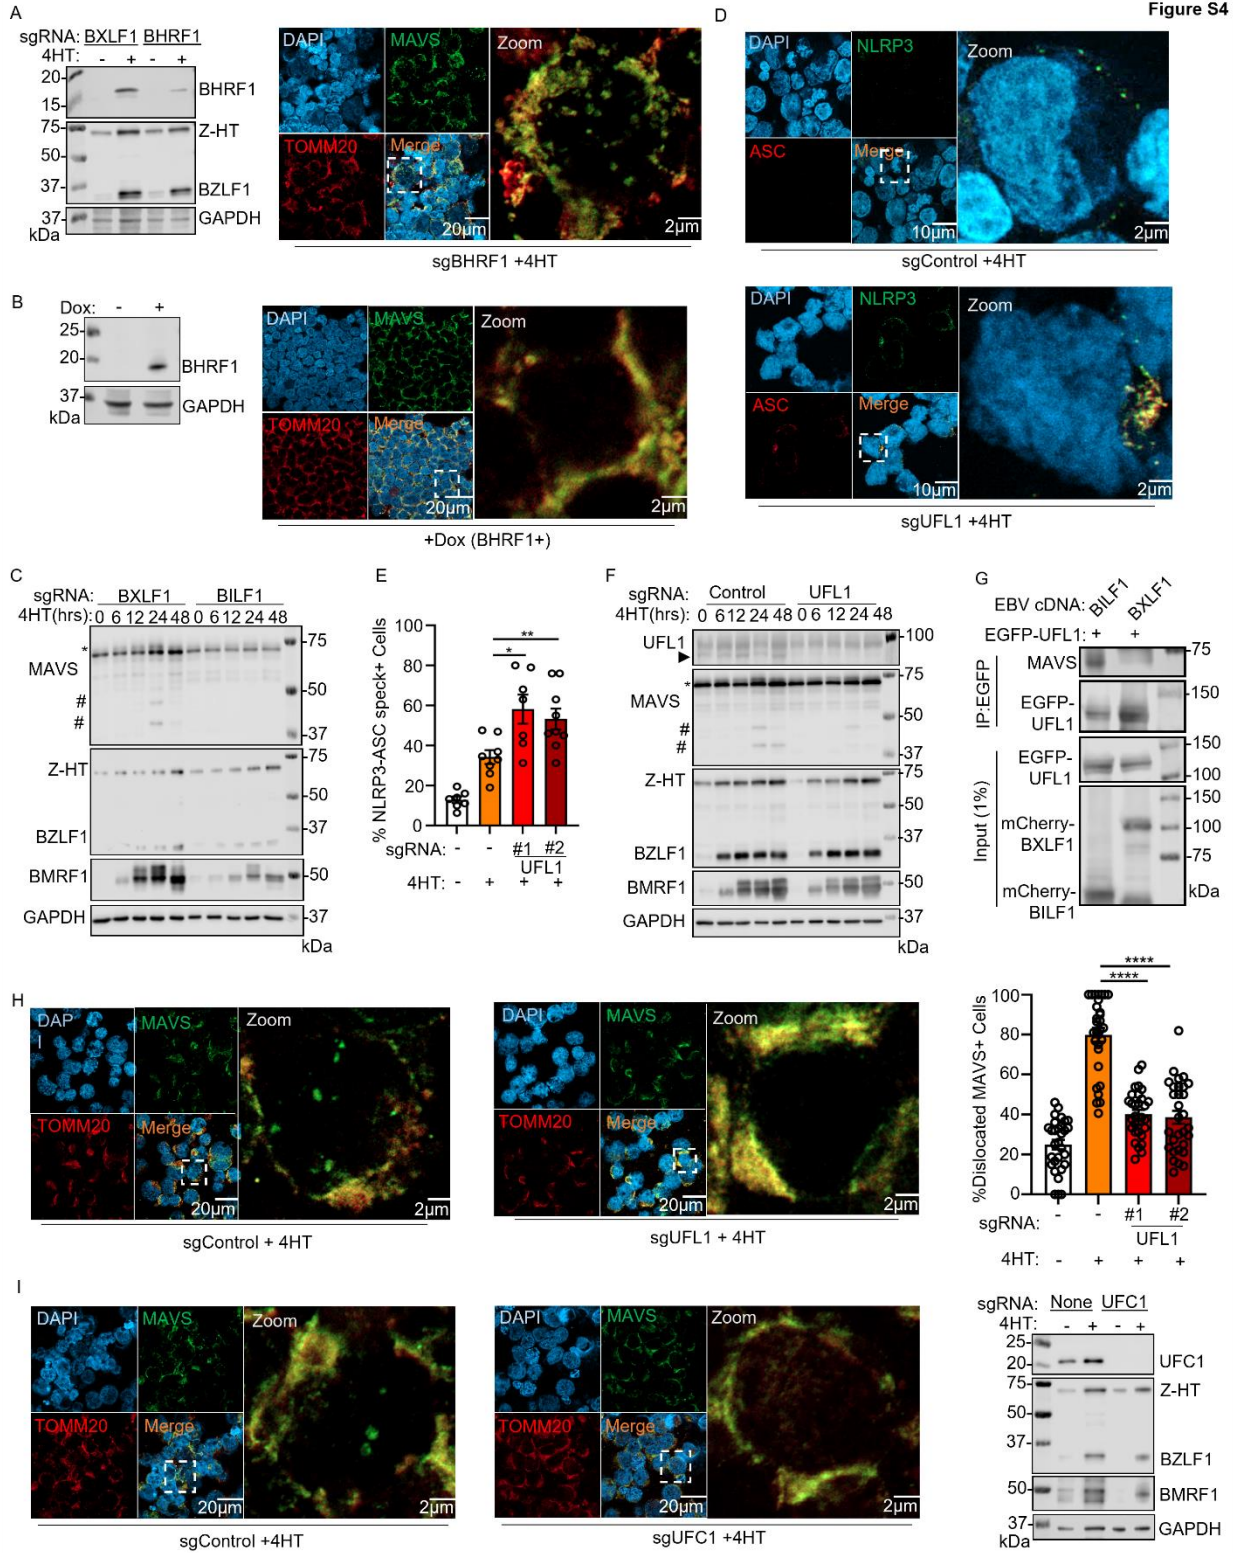 Figure S4
A
sgRNA: BXLF1 BHRF1
4HT: - + - +
20
15
BHRF1
75
50
37
Z-HT
BZLF1
37
kDa
GAPDH
DAPI
MAVS
Zoom
TOMM20
Merge
20μm
2μm
sgBHRF1 +4HT
B
Dox: - +
25
20
BHRF1
37
kDa
GAPDH
DAPI
MAVS
Zoom
TOMM20
Merge
20μm
2μm
+Dox (BHRF1+)
D
DAPI
NLRP3
Zoom
ASC
Merge
10μm
2μm
sgControl +4HT
DAPI
NLRP3
Zoom
ASC
Merge
10μm
2μm
sgUFL1 +4HT
C
sgRNA: BXLF1 BILF1
4HT(hrs): 0 6 12 24 48 0 6 12 24 48
*
MAVS
#
#
75
50
37
Z-HT
BZLF1
75
50
37
BMRF1
50
GAPDH
37
kDa
E
% NLRP3-ASC speck+ Cells
100
80
60
40
20
0
*
**
sgRNA: - - #1 #2
UFL1
4HT: - + + +
F
sgRNA: Control UFL1
4HT(hrs): 0 6 12 24 48 0 6 12 24 48
UFL1
100
*
MAVS
#
#
75
50
37
Z-HT
BZLF1
75
50
37
25
BMRF1
50
GAPDH
37
kDa
G
EBV cDNA: BILF1 BXLF1
EGFP-UFL1: + +
IP:EGFP
MAVS
75
EGFP-
UFL1
150
Input (1%)
EGFP-
UFL1
150
100
mCherry-
BXLF1
150
100
75
mCherry-
BILF1
kDa
H
DAP
I
MAVS
Zoom
TOMM20
Merge
20μm
2μm
sgControl + 4HT
DAPI
MAVS
Zoom
TOMM20
Merge
20μm
2μm
sgUFL1 + 4HT
%Dislocated MAVS+ Cells
100
80
60
40
20
0
****
****
sgRNA: - - #1 #2
UFL1
4HT: - + + +
I
DAPI
MAVS
Zoom
TOMM20
Merge
20μm
2μm
sgControl +4HT
DAPI
MAVS
Zoom
TOMM20
Merge
20μm
2μm
sgUFC1 +4HT
sgRNA: None UFC1
4HT: - + - +
25
20
UFC1
75
50
37
Z-HT
BZLF1
50
BMRF1
37
kDa
GAPDH